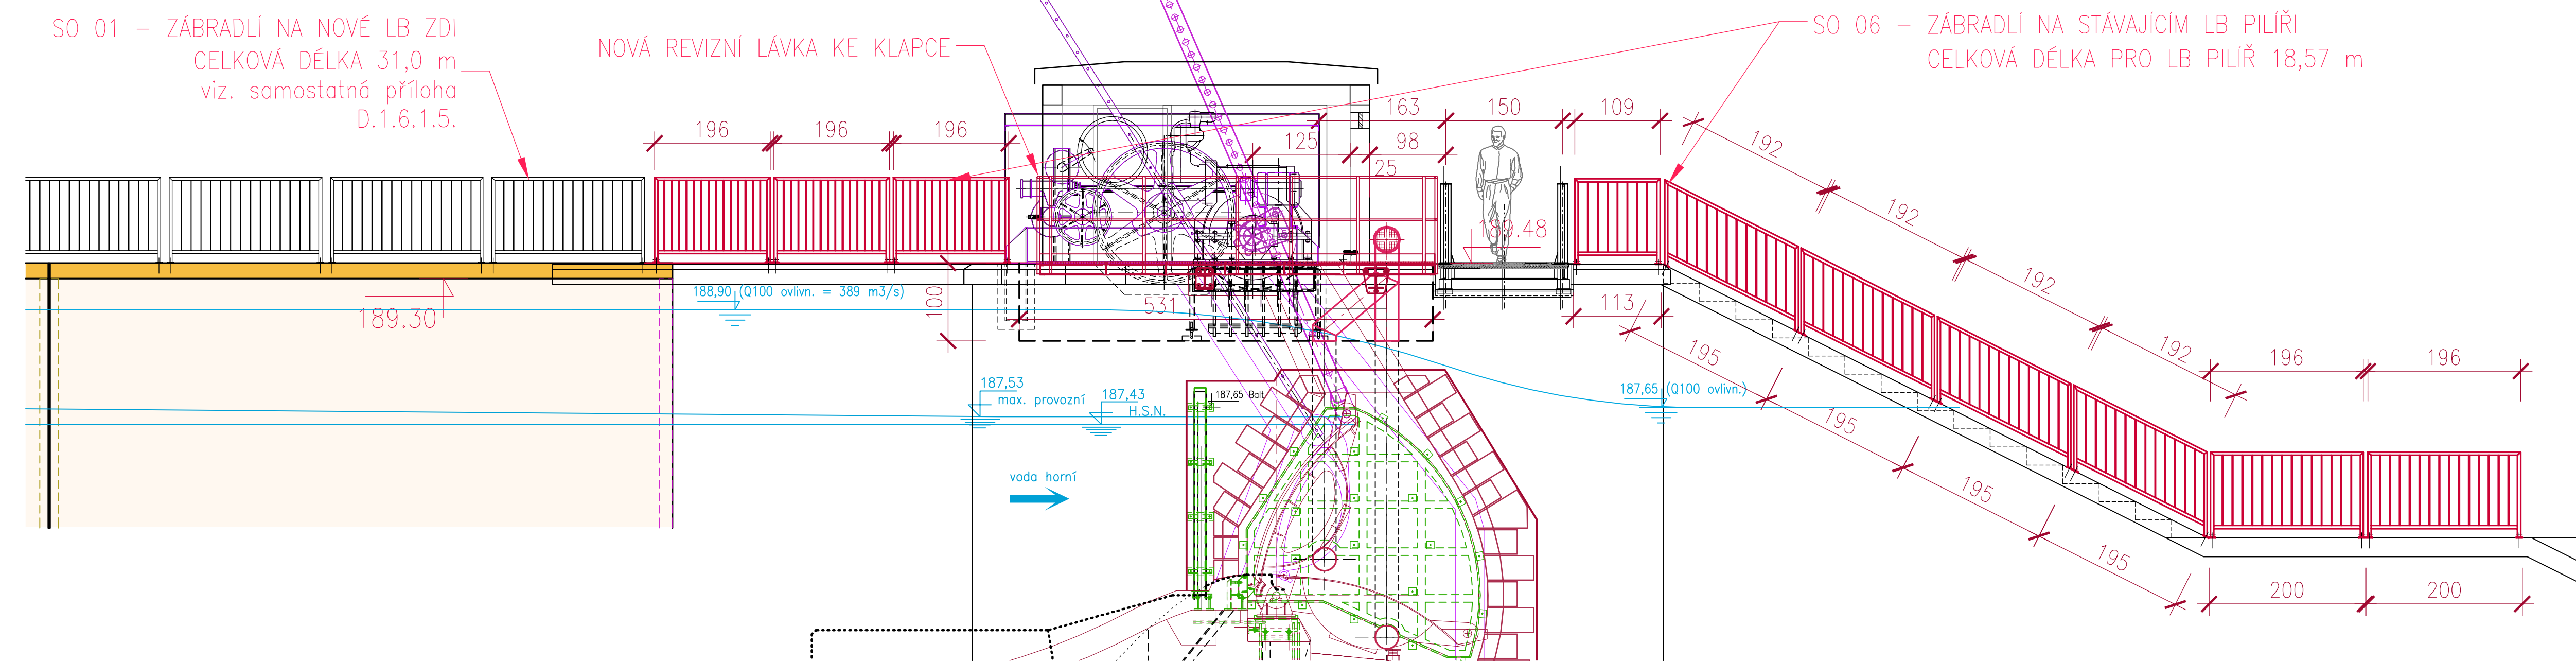 SO 01 – ZÁBRADLÍ NA NOVÉ LB ZDI
CELKOVÁ DÉLKA 31,0 m
viz. samostatná příloha
D.1.6.1.5.
NOVÁ REVIZNÍ LÁVKA KE KLAPCE
SO 06 – ZÁBRADLÍ NA STÁVAJÍCÍM LB PILÍŘI
CELKOVÁ DÉLKA PRO LB PILÍŘ 18,57 m
196
196
196
163
150
109
125
98
25
192
192
192
192
189.48
189.30
188,90 (Q100 ovlivn. = 389 m3/s)
100
531
113
195
195
195
195
196
196
187,53
max. provozní
187,43
H.S.N.
187,65 Balt
187,65 (Q100 ovlivn.)
voda horní
200
200